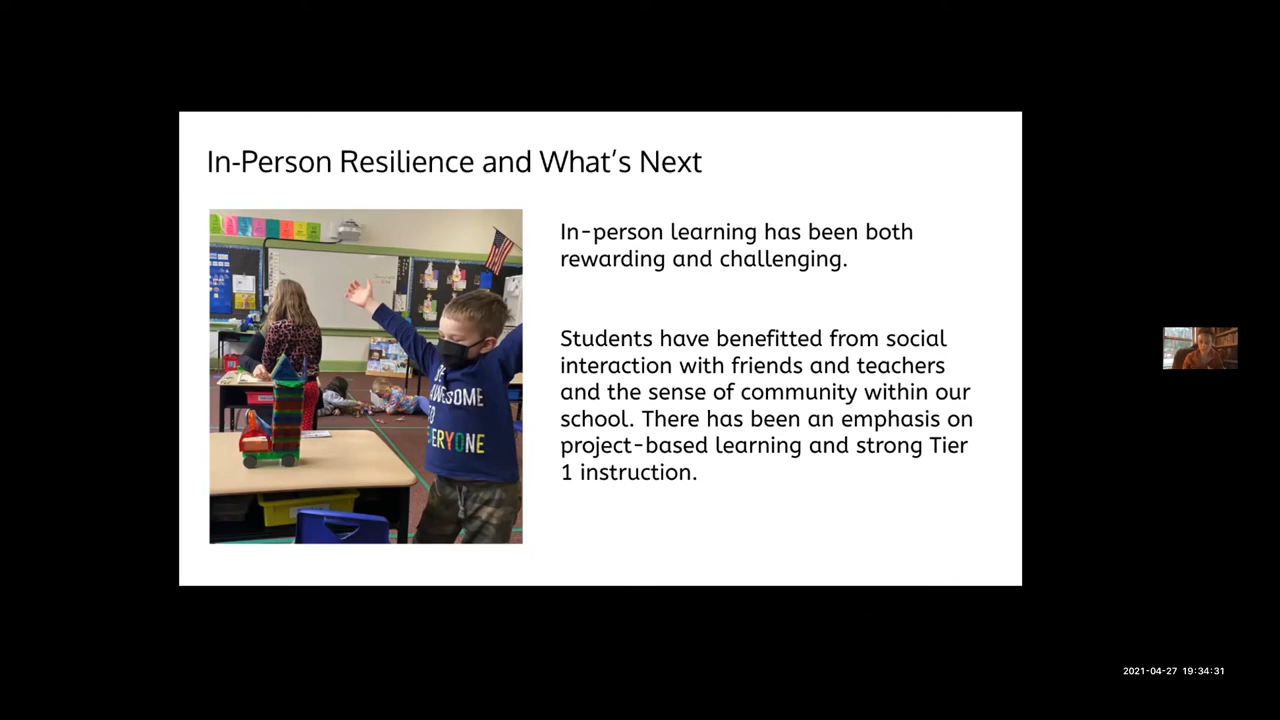 In-Person Resilience and What's Next
In-person learning has been both
rewarding and challenging.
Students have benefitted from social
interaction with friends and teachers
and the sense of community within our
school. There has been an emphasis on
project-based learning and strong Tier
1 instruction.
BE
AWESOME
TO
EVERYONE
2021-04-27 19:34:31